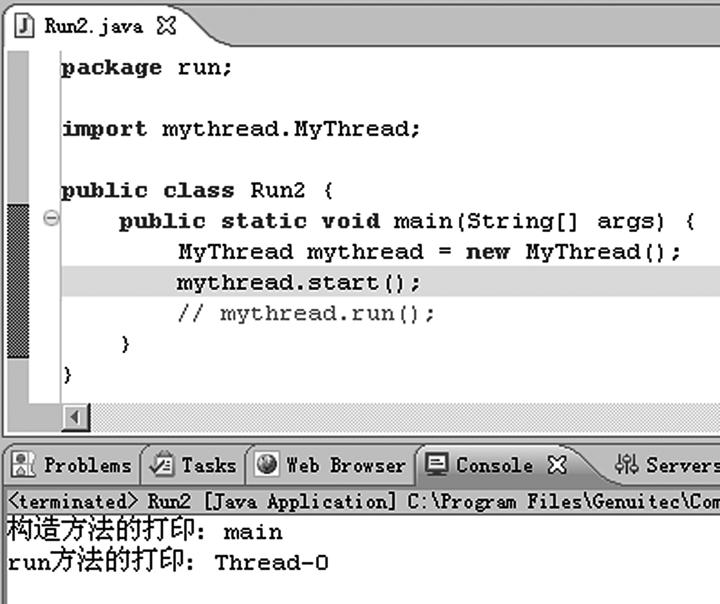 Run2.java
package run;
import mythread.MyThread;
public class Run2 {
public static void main(String[] args) {
MyThread mythread = new MyThread();
mythread.start();
// mythread.run();
}
}
Problems Tasks Web Browser Console Servers
<terminated> Run2 [Java Application] C:\Program Files\Genuitec\Com
构造方法的打印：main
run方法的打印：Thread-0